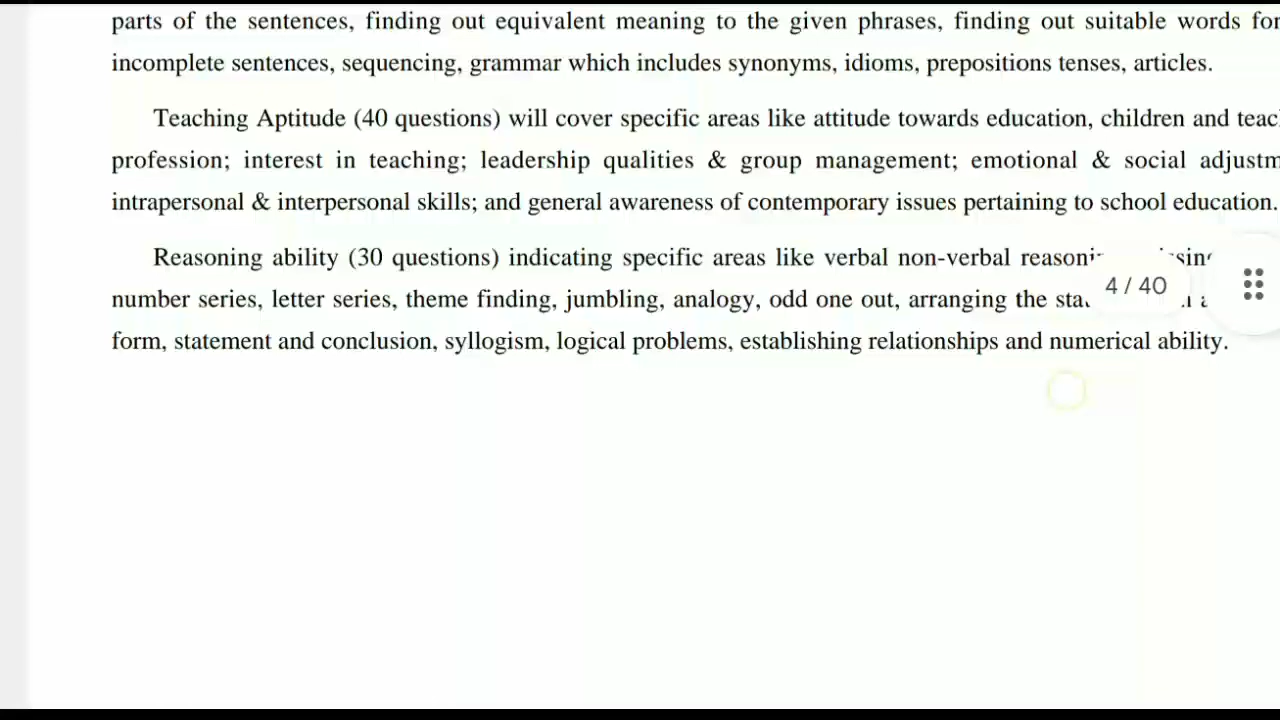 parts of the sentences, finding out equivalent meaning to the given phrases, finding out suitable words for
incomplete sentences, sequencing, grammar which includes synonyms, idioms, prepositions tenses, articles.
Teaching Aptitude (40 questions) will cover specific areas like attitude towards education, children and
profession; interest in teaching; leadership qualities & group management; emotional & social
intrapersonal & interpersonal skills; and general awareness of contemporary issues pertaining to school education.
Reasoning ability (30 questions) indicating specific areas like verbal non-verbal
number series, letter series, theme finding, jumbling, analogy, odd one out, arranging the
4 / 40
form, statement and conclusion, syllogism, logical problems, establishing relationships and numerical ability.